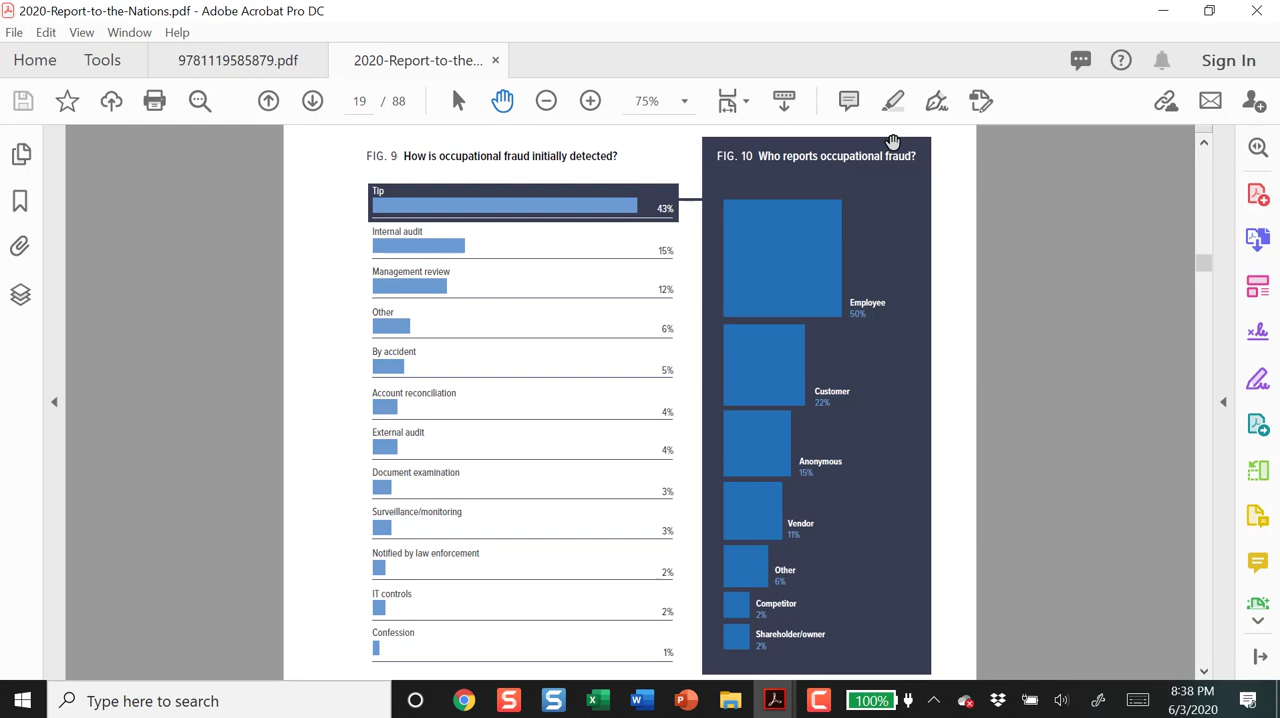 2020-Report-to-the-Nations.pdf - Adobe Acrobat Pro DC
File Edit View Window Help
Home Tools 9781119585879.pdf 2020-Report-to-the... × Sign In
19 / 88 75%
FIG. 9 How is occupational fraud initially detected?
Tip
43%
Internal audit
15%
Management review
12%
Other
6%
By accident
5%
Account reconciliation
4%
External audit
4%
Document examination
3%
Surveillance/monitoring
3%
Notified by law enforcement
2%
IT controls
2%
Confession
1%
FIG. 10 Who reports occupational fraud?
Employee
50%
Customer
22%
Anonymous
15%
Vendor
11%
Other
6%
Competitor
2%
Shareholder/owner
2%
Type here to search
100%
8:38 PM
6/3/2020